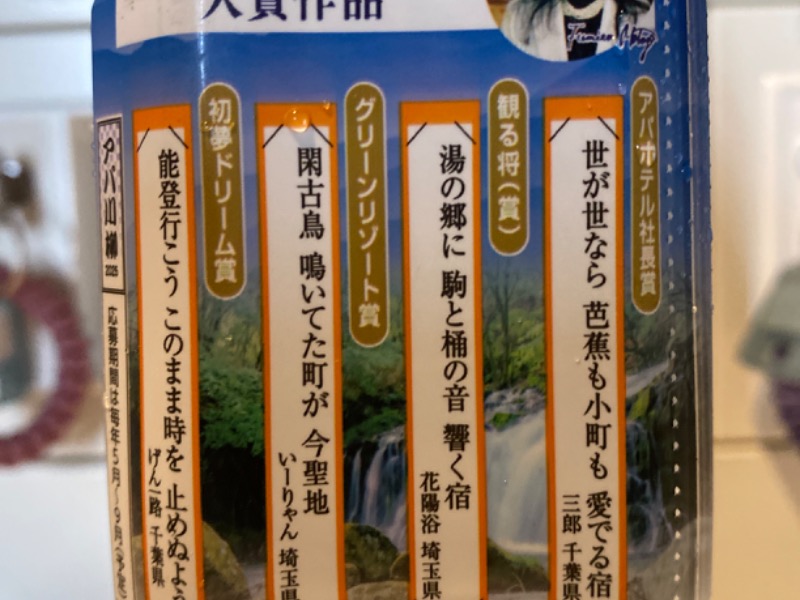 入賞作品
アパホテル社長賞
世が世なら 芭蕉も小町も 愛でる宿
三郎 千葉県
観る将(賞)
湯の郷に 駒と桶の音 響く宿
花陽浴 埼玉県
グリーンリゾート賞
閑古鳥 鳴いてた町が 今聖地
いーりゃん 埼玉県
初夢ドリーム賞
能登行こう このまま時を 止めぬよう
げん一路 千葉県
アパ川柳 2025
応募期間は毎年5月~9月(予定)